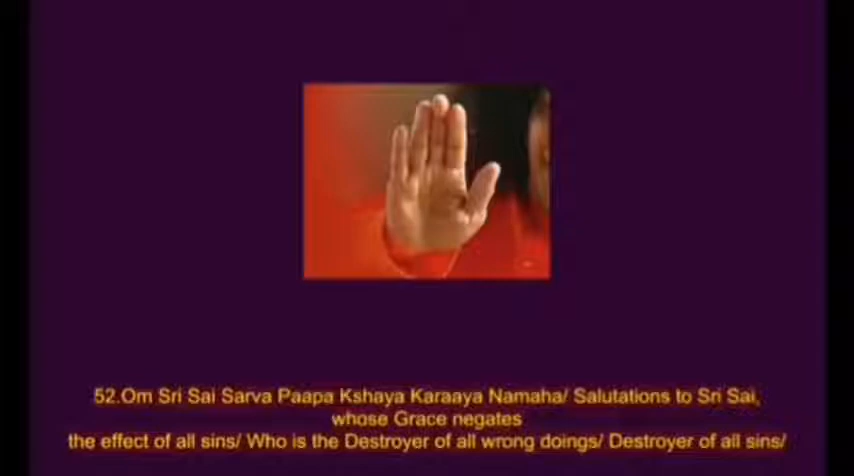 52.Om Sri Sai Sarva Paapa Kshaya Karaaya Namaha/ Salutations to Sri Sai,
whose Grace negates
the effect of all sins/ Who is the Destroyer of all wrong doings/ Destroyer of all sins/